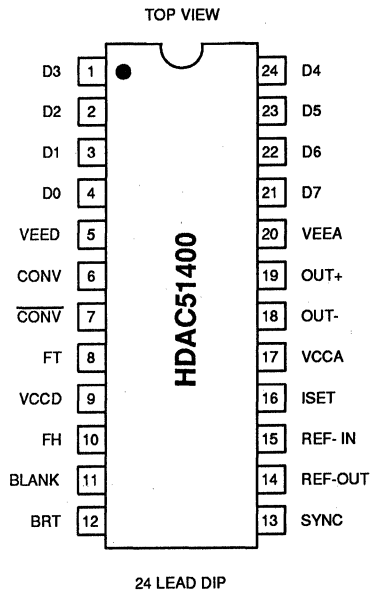 TOP VIEW
D3 1 24 D4
D2 2 23 D5
D1 3 22 D6
D0 4 21 D7
VEED 5 20 VEEA
CONV 6 19 OUT+
C̅O̅N̅V̅ 7 18 OUT-
FT 8 17 VCCA
VCCD 9 16 ISET
FH 10 15 REF- IN
BLANK 11 14 REF-OUT
BRT 12 13 SYNC
HDAC51400
24 LEAD DIP